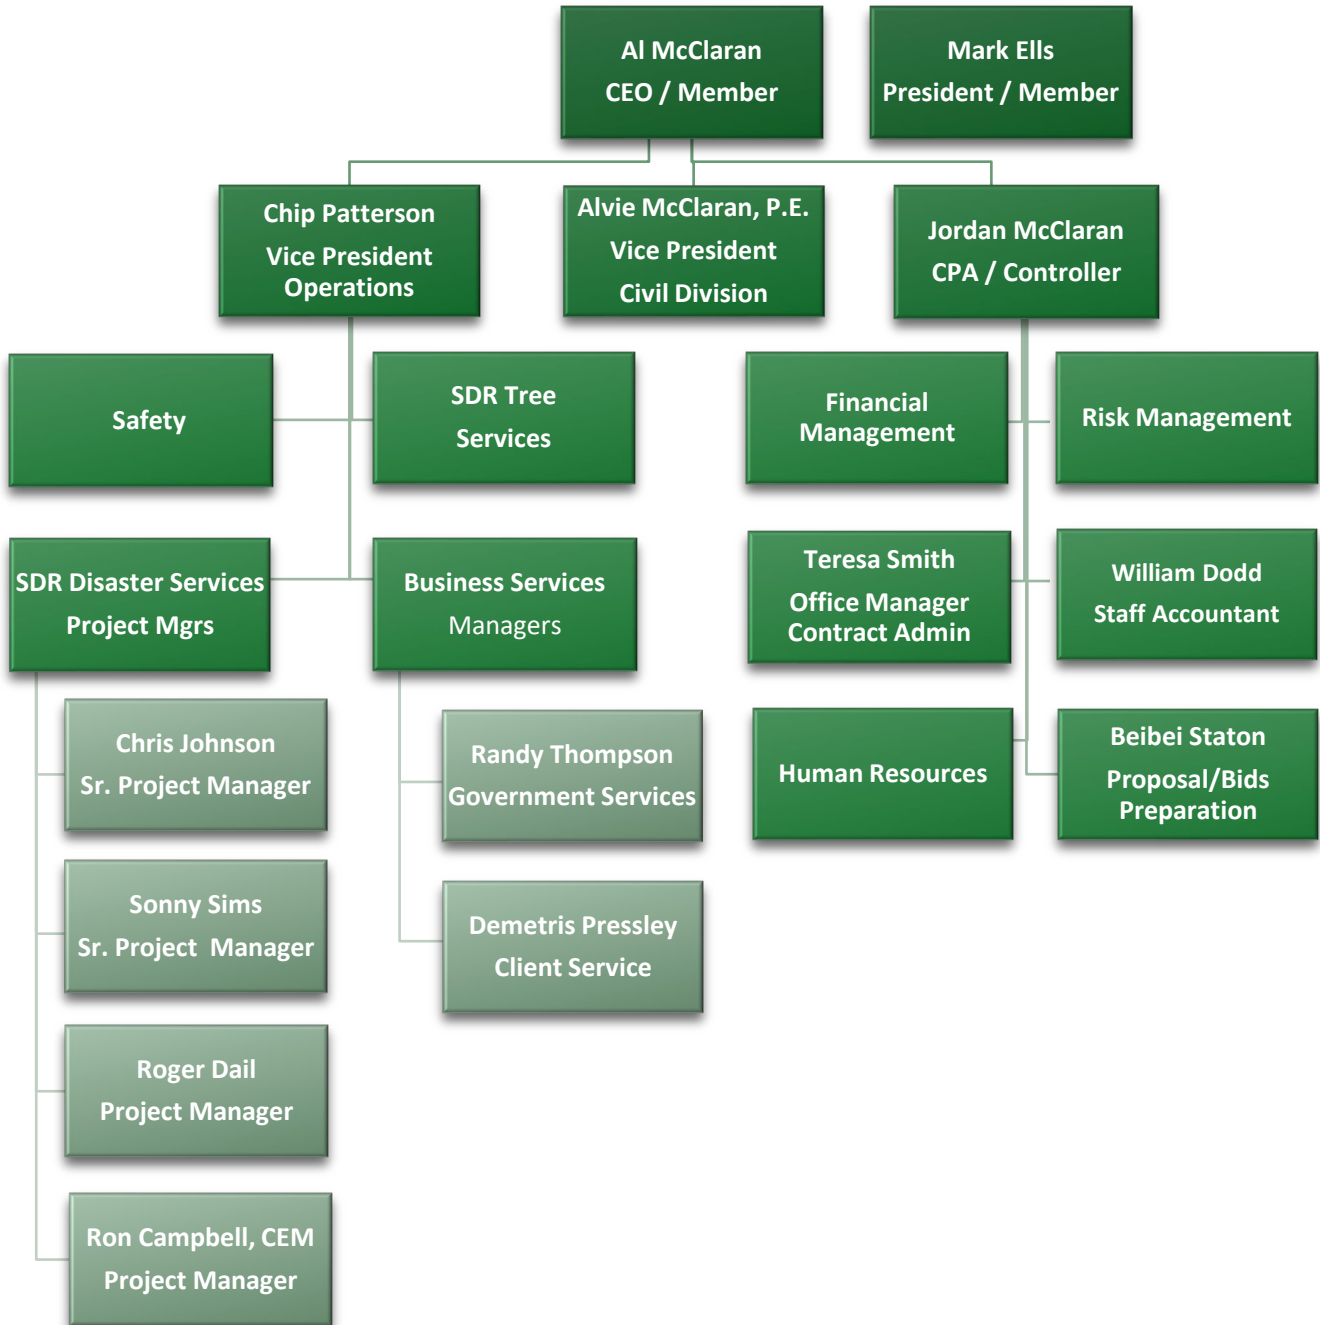 Al McClaran
CEO / Member
Mark Ells
President / Member
Chip Patterson
Vice President
Operations
Alvie McClaran, P.E.
Vice President
Civil Division
Jordan McClaran
CPA / Controller
Safety
SDR Tree
Services
Financial
Management
Risk Management
SDR Disaster Services
Project Mgrs
Business Services
Managers
Teresa Smith
Office Manager
Contract Admin
William Dodd
Staff Accountant
Chris Johnson
Sr. Project Manager
Randy Thompson
Government Services
Human Resources
Beibei Staton
Proposal/Bids
Preparation
Sonny Sims
Sr. Project  Manager
Demetris Pressley
Client Service
Roger Dail
Project Manager
Ron Campbell, CEM
Project Manager